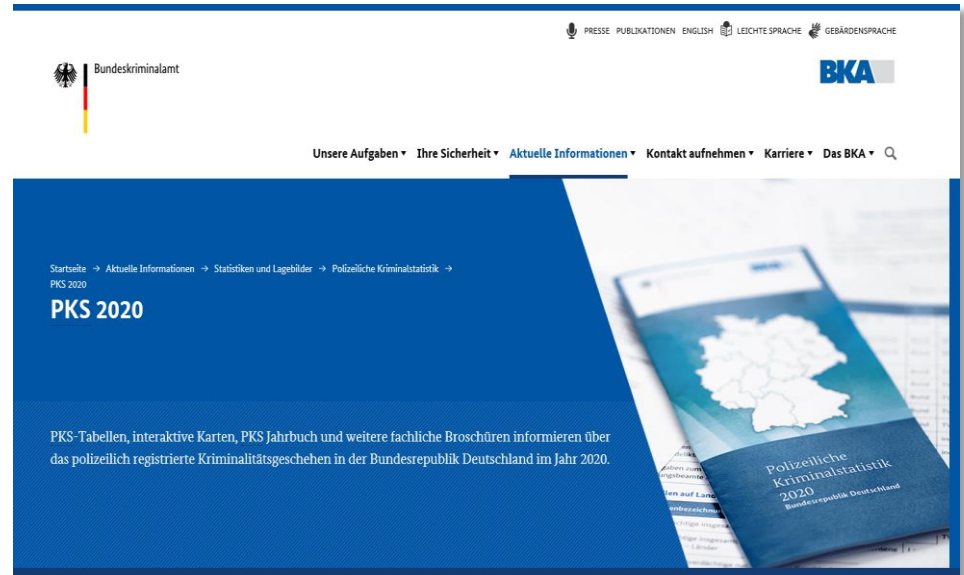 PRESSE PUBLIKATIONEN ENGLISH LEICHTE SPRACHE GEBÄRDENSPRACHE
Bundeskriminalamt
BKA
Unsere Aufgaben Ihre Sicherheit Aktuelle Informationen Kontakt aufnehmen Karriere Das BKA
Startseite → Aktuelle Informationen → Statistiken und Lagebilder → Polizeiliche Kriminalstatistik →
PKS 2020
PKS 2020
PKS-Tabellen, interaktive Karten, PKS Jahrbuch und weitere fachliche Broschüren informieren über
das polizeilich registrierte Kriminalitätsgeschehen in der Bundesrepublik Deutschland im Jahr 2020.
Polizeiliche
Kriminalstatistik
2020
Bundesrepublik Deutschland